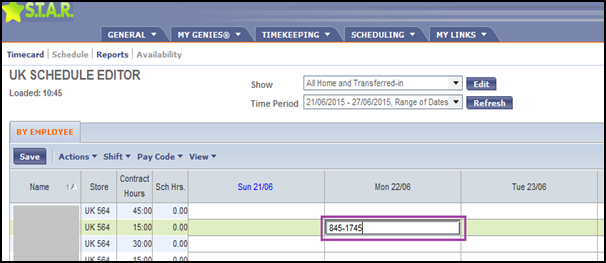 S.T.A.R.
GENERAL MY GENIES® TIMEKEEPING SCHEDULING MY LINKS
Timecard Schedule Reports Availability
UK SCHEDULE EDITOR
Loaded: 10:45
Show All Home and Transferred-in Edit
Time Period 21/06/2015 - 27/06/2015, Range of Dates Refresh
BY EMPLOYEE
Save Actions Shift Pay Code View
Name 1 Store Contract Hours Sch Hrs. Sun 21/06 Mon 22/06 Tue 23/06
UK 564 45:00 0.00
UK 564 15:00 0.00 845-1745
UK 564 30:00 0.00
UK 564 15:00 0.00